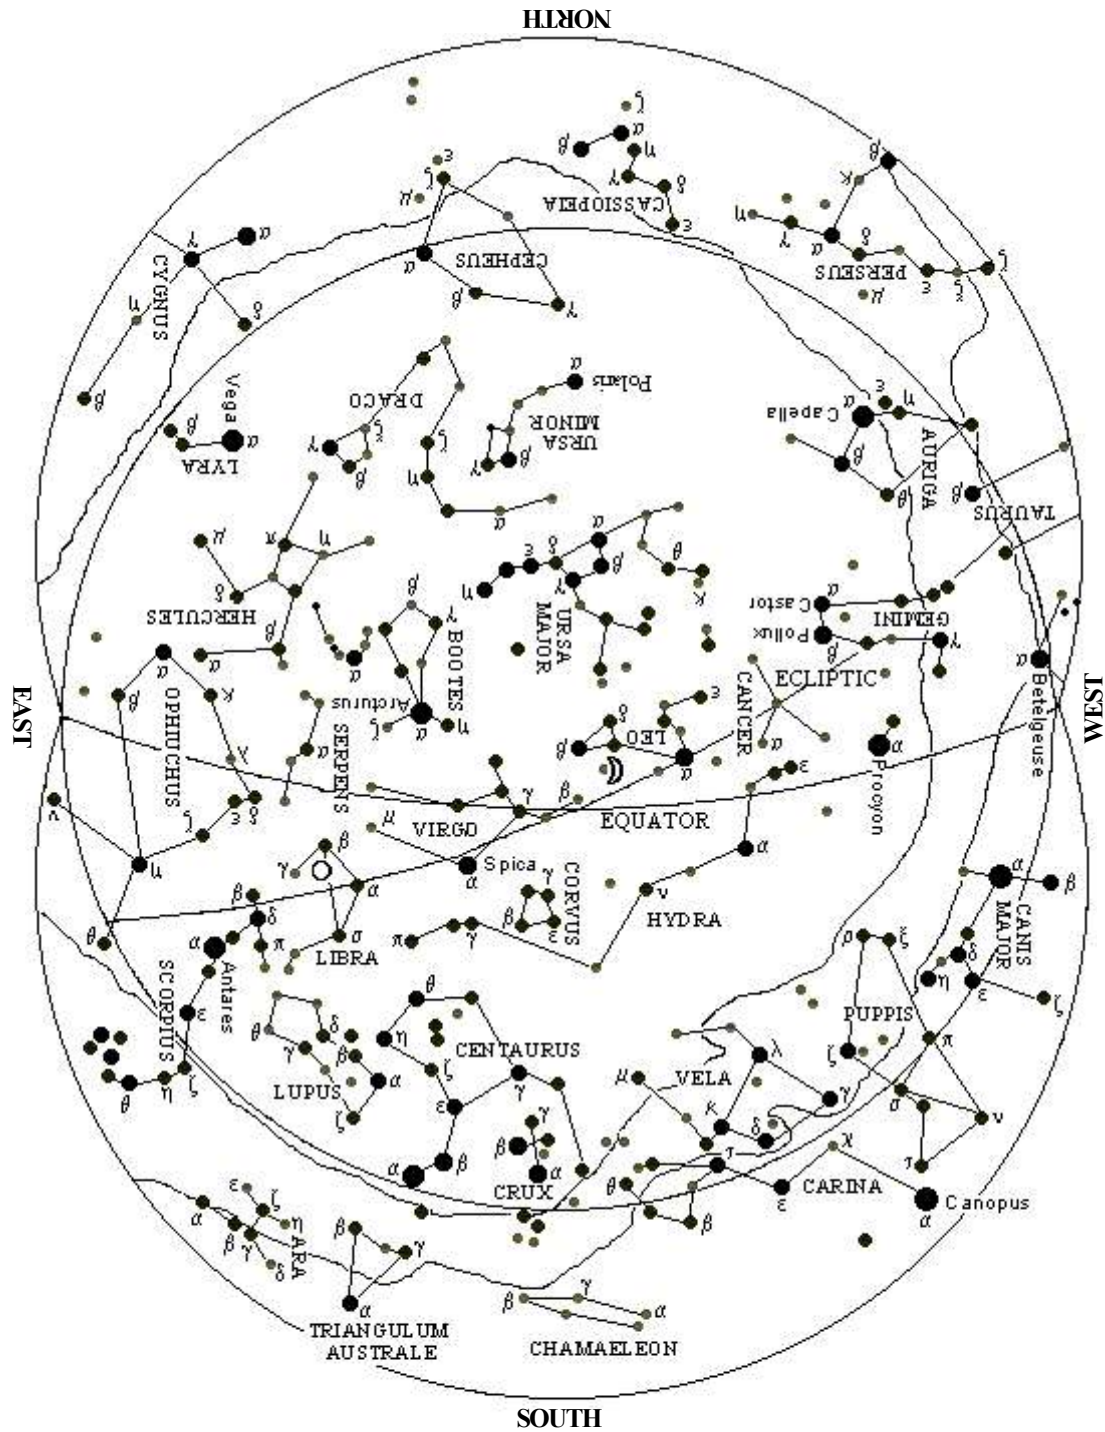 NORTH
ζ
α
β
η
β
ε
ζ
γ
δ
κ
μ
CASSIOPEIA
η
ε
γ
α
δ
γ
α
CEPHEUS
PERSEUS
ζ
α
ε
ξ
CYGNUS
β
μ
η
γ
δ
α
Polaris
β
DRACO
ε
Vega
α
η
Capella
β
URSA
MINOR
α
γ
ξ
LYRA
β
β
β
AURIGA
ζ
η
θ
β
TAURUS
α
μ
π
η
α
δ
ε
β
θ
η
γ
κ
δ
α
Castor
β
HERCULES
γ
URSA
MAJOR
GEMINI
BOOTES
Pollux
γ
β
β
α
α
α
ECLIPTIC
Betelgeuse
β
OPHIUCHUS
κ
CANCER
ε
EAST
Arcturus
WEST
ζ
α
η
δ
SERPENS
α
LEO
β
α
α
Procyon
λ
α
ε
ν
ε
δ
β
γ
μ
VIRGO
EQUATOR
ζ
β
α
μ
γ
Spica
α
α
α
β
β
γ
CORVUS
ν
CANIS
MAJOR
HYDRA
δ
β
ε
σ
π
γ
ρ
ξ
θ
α
π
LIBRA
Antares
δ
η
ε
SCORPIUS
θ
ζ
ε
PUPPIS
θ
δ
η
CENTAURUS
π
γ
β
λ
ζ
ζ
LUPUS
α
ζ
γ
μ
VELA
θ
η
ε
γ
σ
ζ
γ
κ
ν
β
δ
χ
α
β
α
τ
τ
CRUX
θ
CARINA
ε
ζ
ε
Canopus
α
η
β
β
α
β
γ
γ
ARA
δ
γ
β
α
α
TRIANGULUM
AUSTRALE
CHAMAELEON
SOUTH